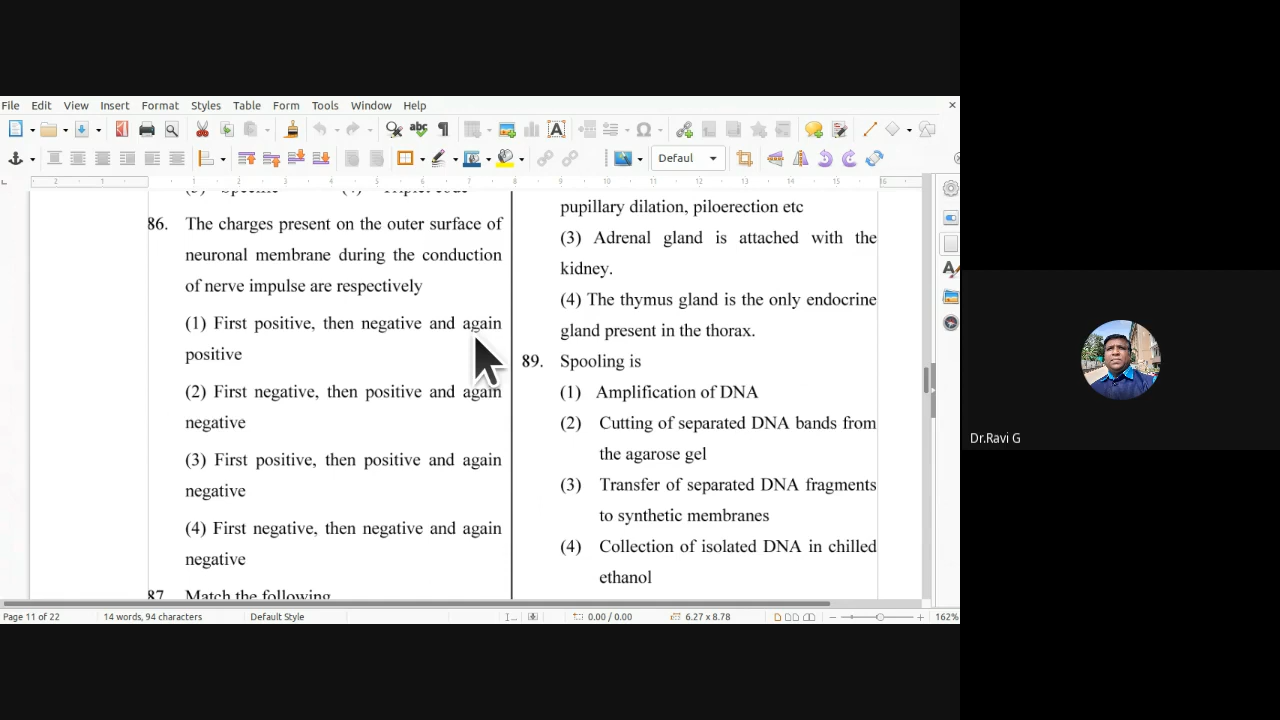 File Edit View Insert Format Styles Table Form Tools Window Help
Defaul
86. The charges present on the outer surface of
neuronal membrane during the conduction
of nerve impulse are respectively
(1) First positive, then negative and again
positive
(2) First negative, then positive and again
negative
(3) First positive, then positive and again
negative
(4) First negative, then negative and again
negative
87 Match the following
pupillary dilation, piloerection etc
(3) Adrenal gland is attached with the
kidney.
(4) The thymus gland is the only endocrine
gland present in the thorax.
89. Spooling is
(1) Amplification of DNA
(2) Cutting of separated DNA bands from
the agarose gel
(3) Transfer of separated DNA fragments
to synthetic membranes
(4) Collection of isolated DNA in chilled
ethanol
Page 11 of 22 14 words, 94 characters Default Style 0.00 / 0.00 6.27 x 8.78 162%
Dr.Ravi G